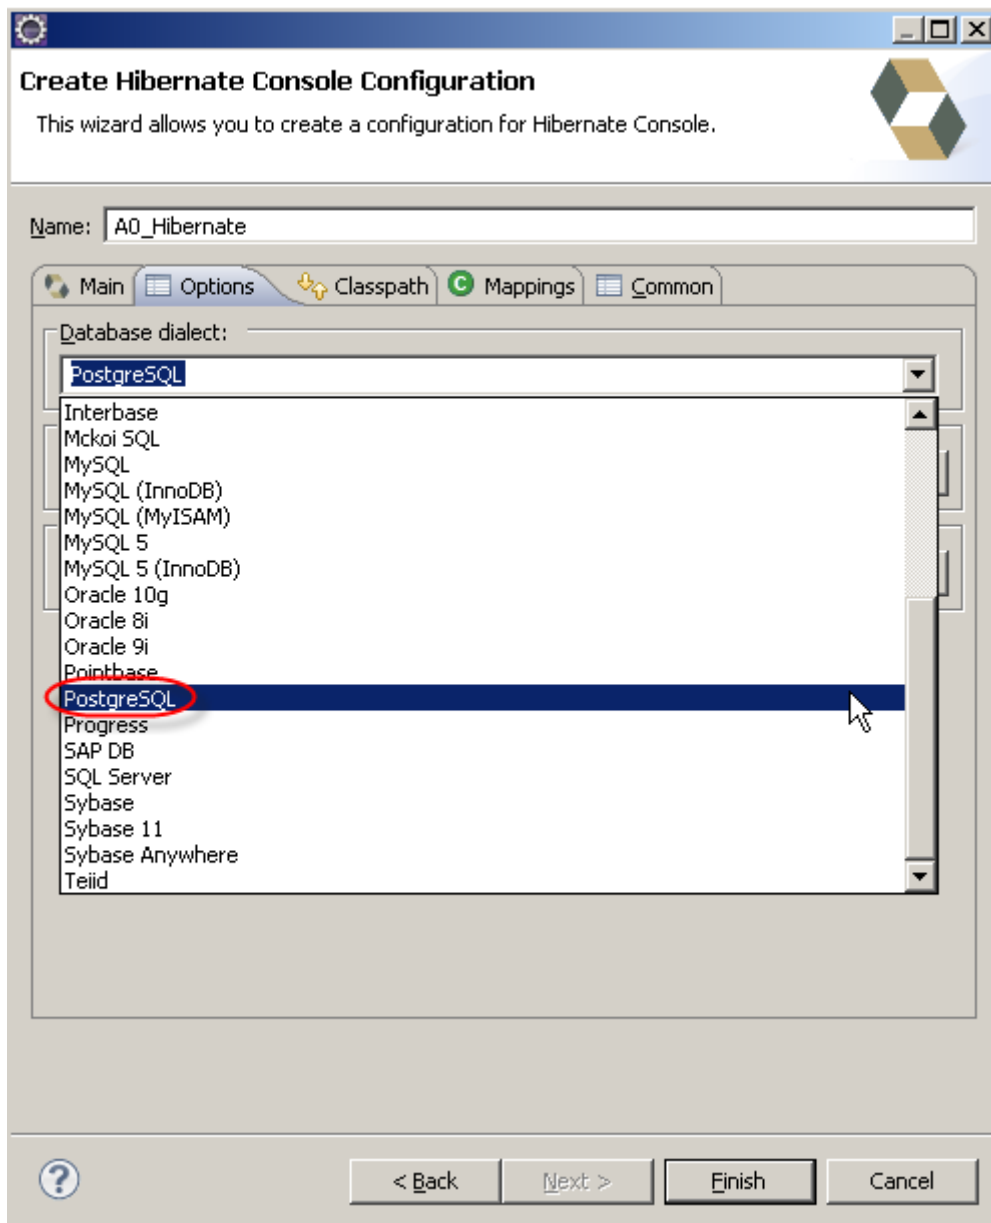 Create Hibernate Console Configuration
This wizard allows you to create a configuration for Hibernate Console.
Name: A0_Hibernate
Main Options Classpath C Mappings Common
Database dialect:
PostgreSQL
Interbase
Mckoi SQL
MySQL
MySQL (InnoDB)
MySQL (MyISAM)
MySQL 5
MySQL 5 (InnoDB)
Oracle 10g
Oracle 8i
Oracle 9i
Pointbase
PostgreSQL
Progress
SAP DB
SQL Server
Sybase
Sybase 11
Sybase Anywhere
Teiid
? < Back Next > Finish Cancel